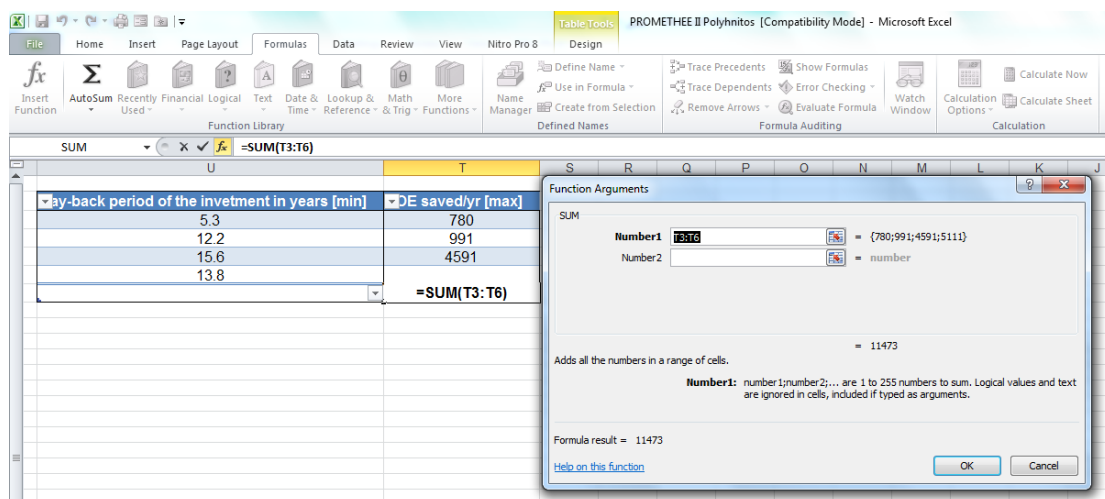 Table Tools PROMETHEE II Polyhnitos [Compatibility Mode] - Microsoft Excel
File Home Insert Page Layout Formulas Data Review View Nitro Pro 8 Design
Insert Function
AutoSum
Recently Used
Financial
Logical
Text
Date & Time
Lookup & Reference
Math & Trig
More Functions
Function Library
Name Manager
Define Name
Use in Formula
Create from Selection
Defined Names
Trace Precedents
Trace Dependents
Remove Arrows
Show Formulas
Error Checking
Evaluate Formula
Watch Window
Formula Auditing
Calculation Options
Calculate Now
Calculate Sheet
Calculation
SUM fx =SUM(T3:T6)
U T S R Q P O N M L K J
ay-back period of the invetment in years [min] OE saved/yr [max]
5.3 780
12.2 991
15.6 4591
13.8
=SUM(T3:T6)
Function Arguments
SUM
Number1 T3:T6 = {780;991;4591;5111}
Number2 = number
= 11473
Adds all the numbers in a range of cells.
Number1: number1;number2;... are 1 to 255 numbers to sum. Logical values and text
are ignored in cells, included if typed as arguments.
Formula result = 11473
Help on this function OK Cancel